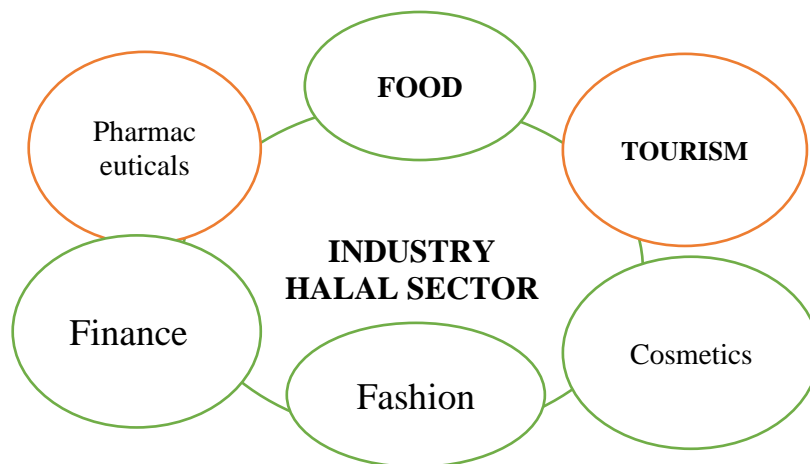 FOOD
Pharmac
euticals
TOURISM
INDUSTRY
HALAL SECTOR
Finance
Cosmetics
Fashion